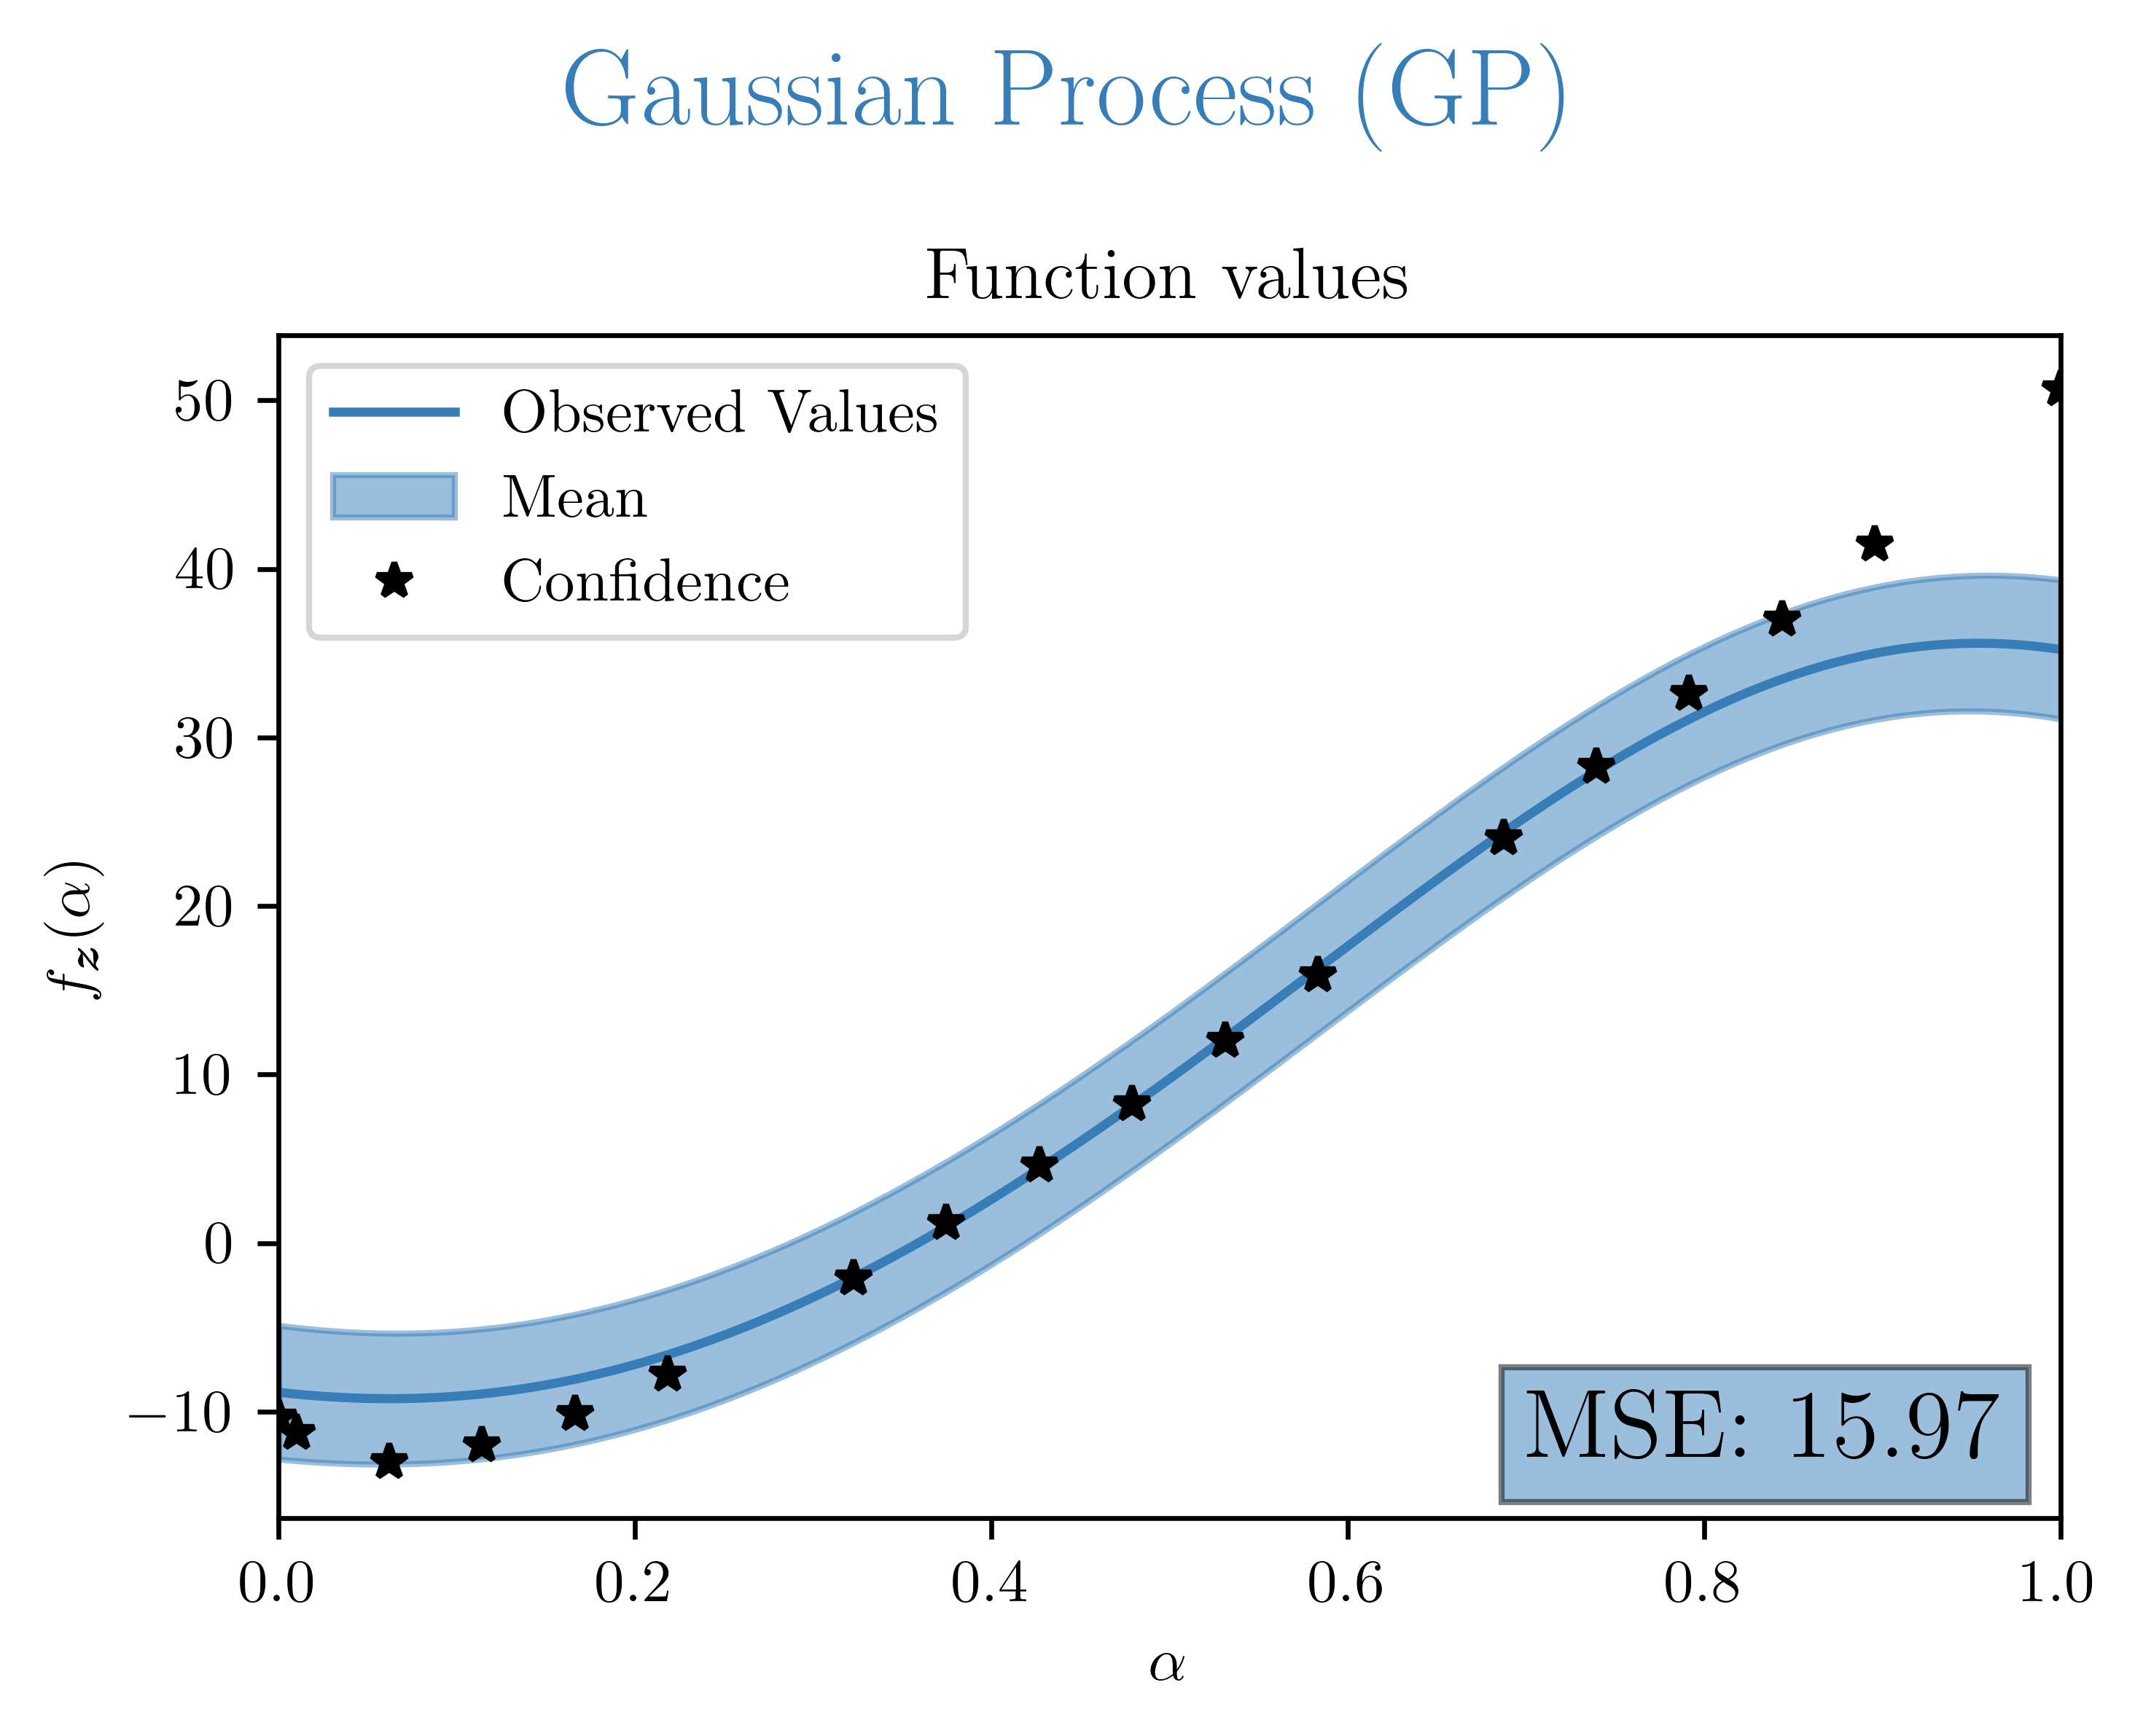 Gaussian Process (GP)
Function values
Observed Values
Mean
Confidence
50
40
30
20
10
0
−10
f_z(α)
MSE: 15.97
0.0 0.2 0.4 0.6 0.8 1.0
α